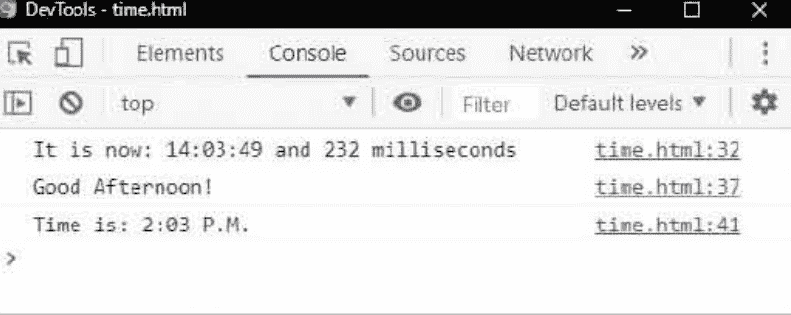 DevTools - time.html
Elements Console Sources Network »
top Filter Default levels ▼
It is now: 14:03:49 and 232 milliseconds time.html:32
Good Afternoon! time.html:37
Time is: 2:03 P.M. time.html:41
>